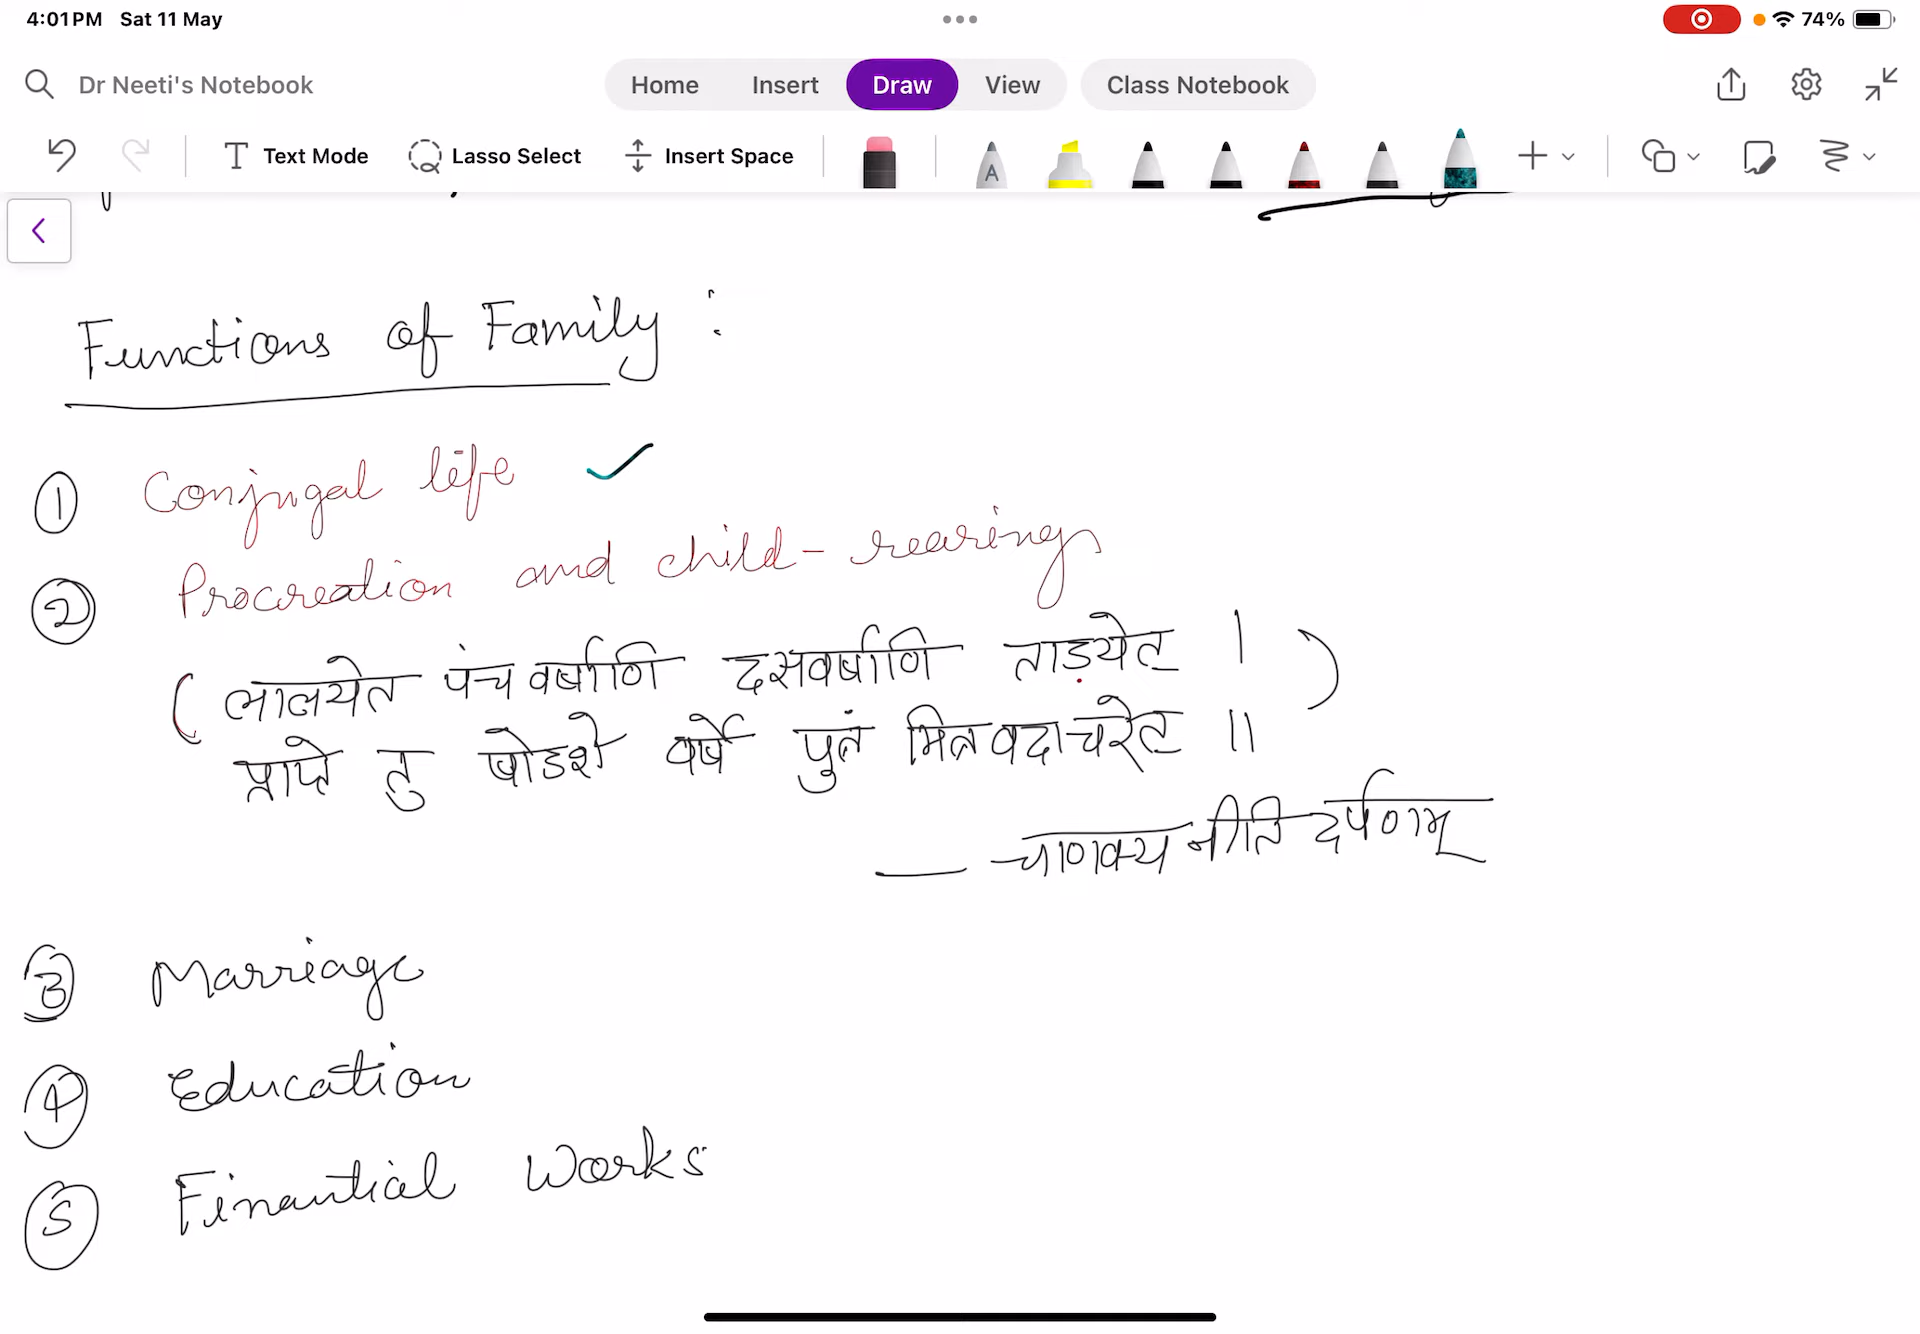 4:01 PM Sat 11 May 74%
Dr Neeti's Notebook Home Insert Draw View Class Notebook
Text Mode Lasso Select Insert Space A
Functions of Family :
① Conjugal life ✓
② Procreation and child-rearing
( लालयेत पंच वर्षाणि दसवर्षाणि ताड़येत । )
प्राप्ते तु षोडशे वर्षे पुत्रं मित्रवदाचरेत ॥
— चाणक्य नीति दर्पणम्
③ Marriage
④ Education
⑤ Finantial Works